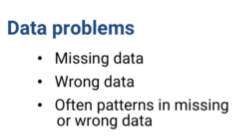 Data problems
• Missing data
• Wrong data
• Often patterns in missing
or wrong data